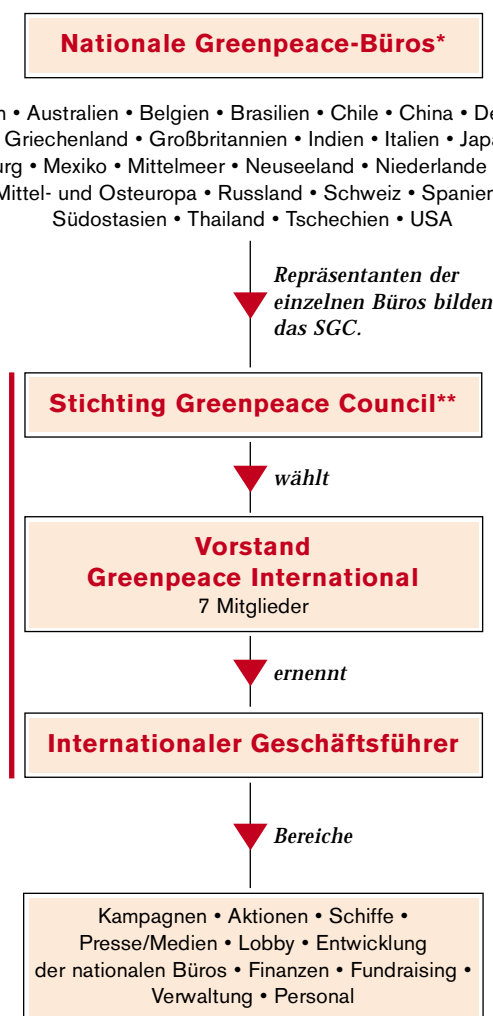 Nationale Greenpeace-Büros*
• Australien • Belgien • Brasilien • Chile • China •
Griechenland • Großbritannien • Indien • Italien •
• Mexiko • Mittelmeer • Neuseeland • Niederlande
Mittel- und Osteuropa • Russland • Schweiz • Spanien
Südostasien • Thailand • Tschechien • USA
Repräsentanten der
einzelnen Büros bilden
das SGC.
Stichting Greenpeace Council**
wählt
Vorstand
Greenpeace International
7 Mitglieder
ernennt
Internationaler Geschäftsführer
Bereiche
Kampagnen • Aktionen • Schiffe •
Presse/Medien • Lobby • Entwicklung
der nationalen Büros • Finanzen • Fundraising •
Verwaltung • Personal